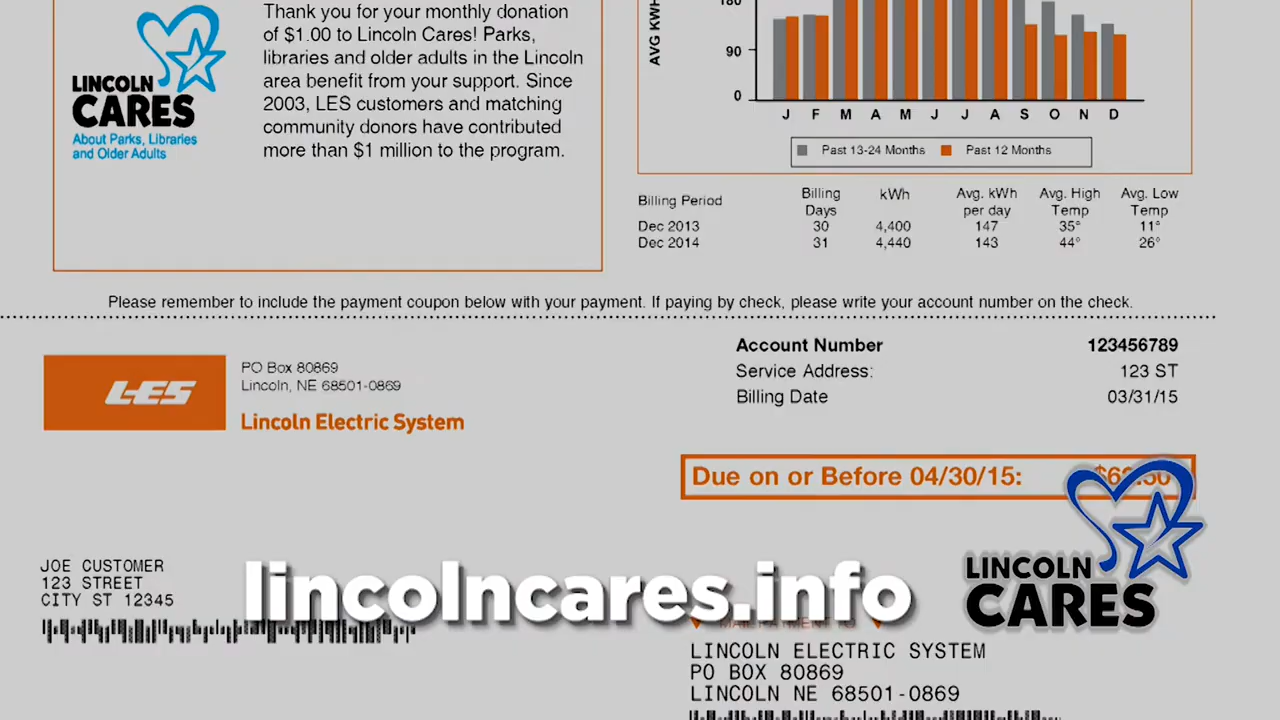 Thank you for your monthly donation
of $1.00 to Lincoln Cares! Parks,
libraries and older adults in the Lincoln
area benefit from your support. Since
2003, LES customers and matching
community donors have contributed
more than $1 million to the program.
LINCOLN
CARES
About Parks, Libraries
and Older Adults
AVG KWH
180
90
0
J F M A M J J A S O N D
Past 13-24 Months Past 12 Months
Billing Period Billing Days kWh Avg. kWh per day Avg. High Temp Avg. Low Temp
Dec 2013 30 4,400 147 35° 11°
Dec 2014 31 4,440 143 44° 26°
Please remember to include the payment coupon below with your payment. If paying by check, please write your account number on the check.
LES
PO Box 80869
Lincoln, NE 68501-0869
Lincoln Electric System
Account Number 123456789
Service Address: 123 ST
Billing Date 03/31/15
Due on or Before 04/30/15:
JOE CUSTOMER
123 STREET
CITY ST 12345
lincolncares.info
LINCOLN
CARES
LINCOLN ELECTRIC SYSTEM
PO BOX 80869
LINCOLN NE 68501-0869